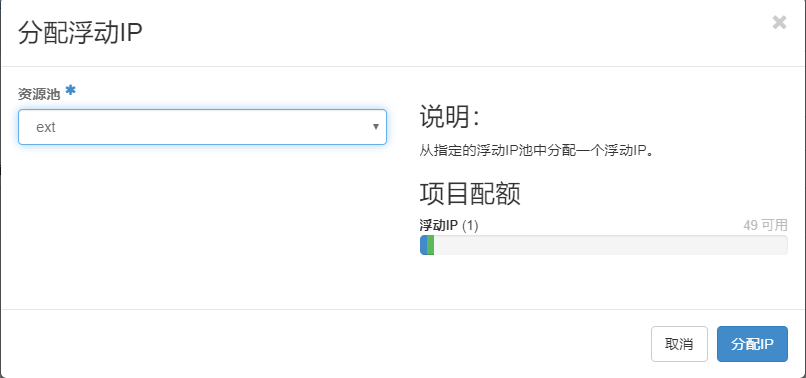 分配浮动IP
×
资源池 *
ext
说明：
从指定的浮动IP池中分配一个浮动IP。
项目配额
浮动IP (1) 49 可用
取消 分配IP